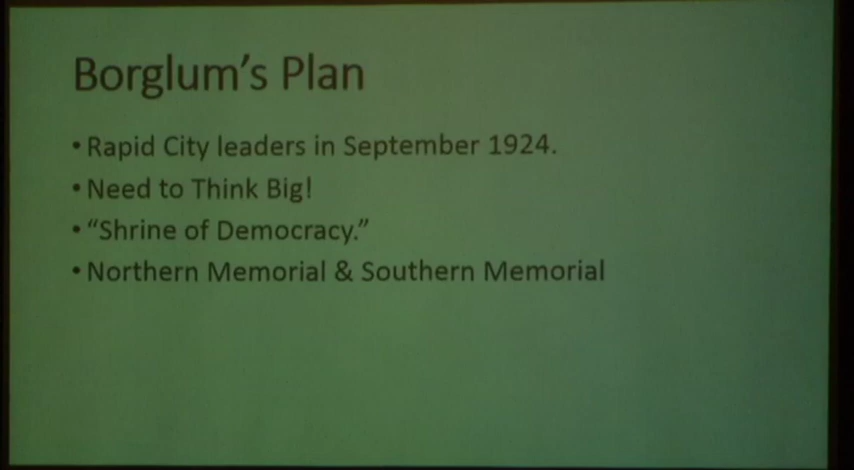 Borglum’s Plan
• Rapid City leaders in September 1924.
• Need to Think Big!
• “Shrine of Democracy.”
• Northern Memorial & Southern Memorial